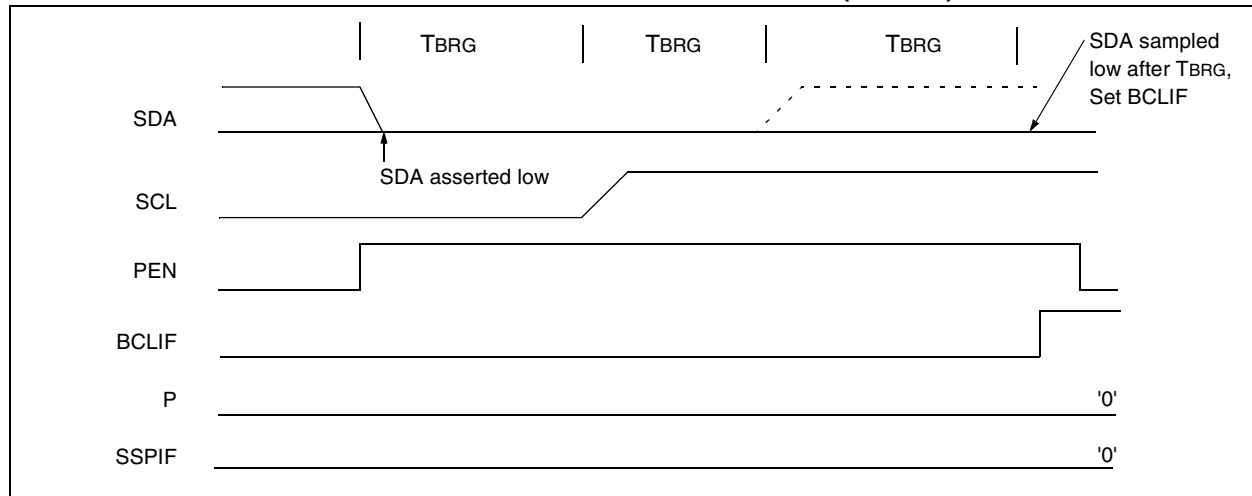 TBRG TBRG TBRG
SDA sampled
low after TBRG,
Set BCLIF
SDA
SDA asserted low
SCL
PEN
BCLIF
P '0'
SSPIF '0'